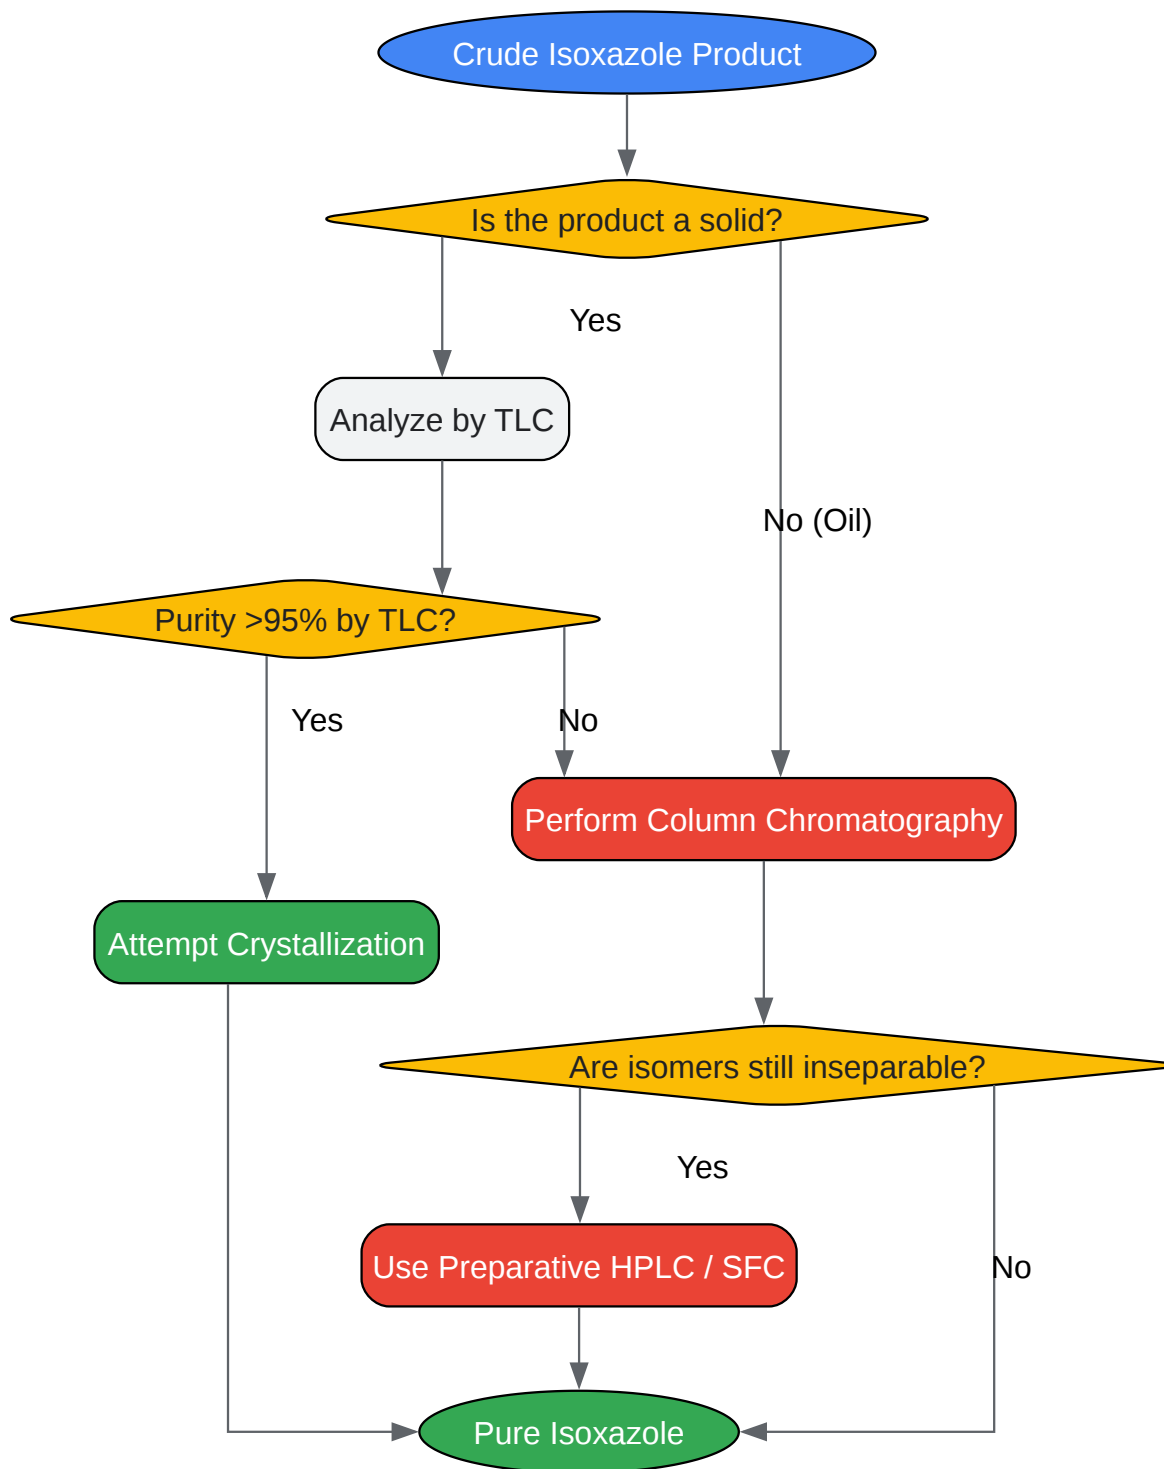 Crude Isoxazole Product
Is the product a solid?
Yes
Analyze by TLC
No (Oil)
Purity >95% by TLC?
Yes
No
Perform Column Chromatography
Attempt Crystallization
Are isomers still inseparable?
Yes
Use Preparative HPLC / SFC
No
Pure Isoxazole